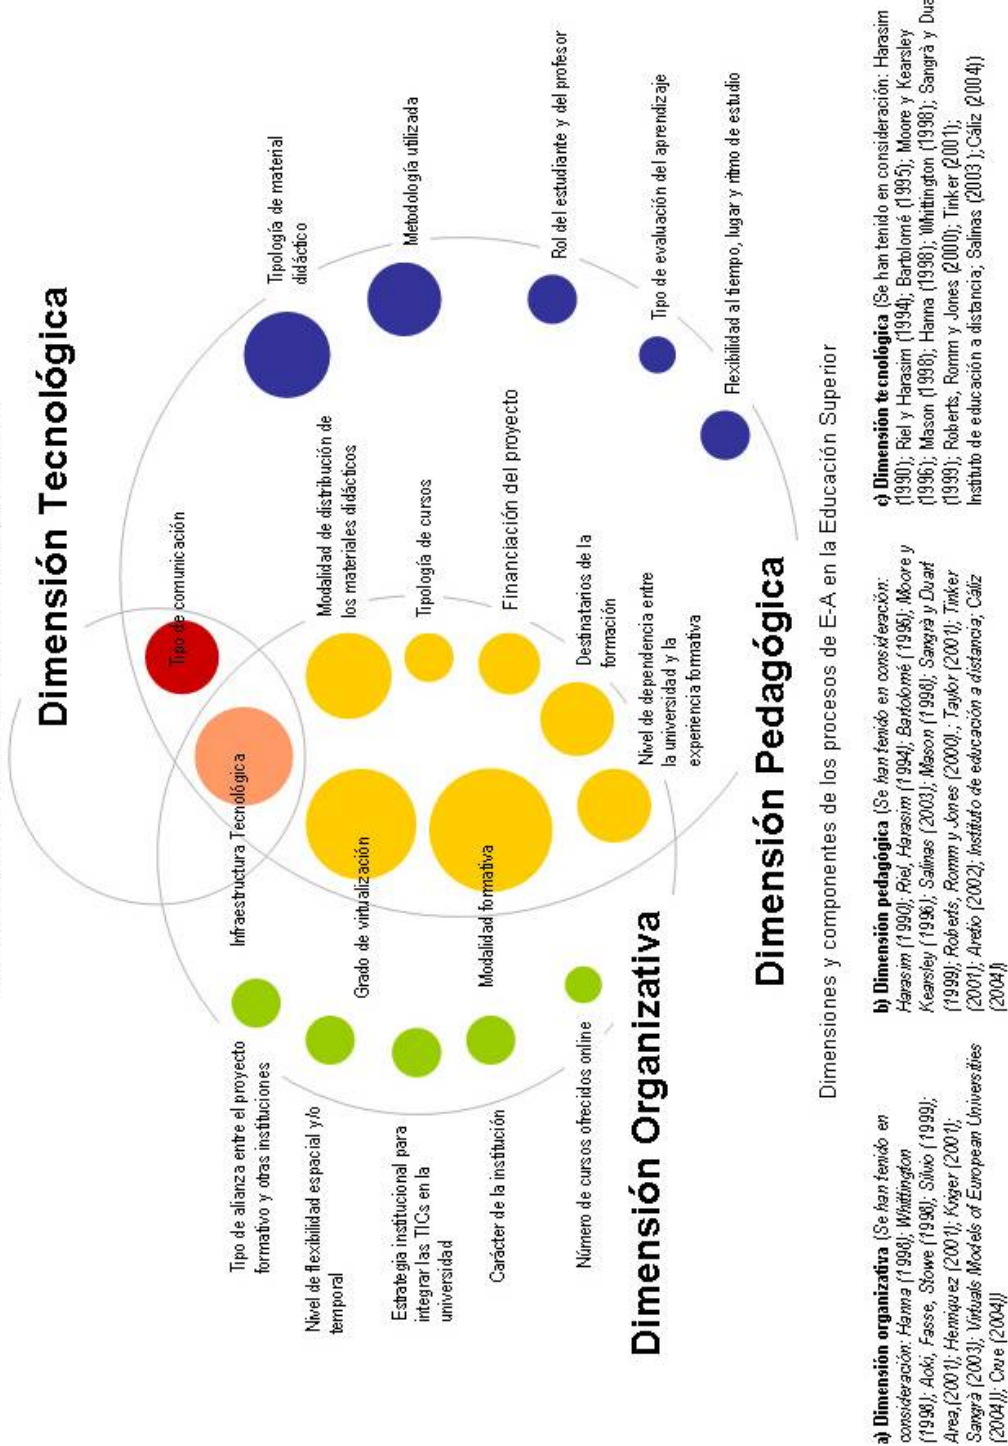 Dimensión Tecnológica
Tipo de comunicación
Tipología de material
didáctico
Metodología utilizada
Rol del estudiante y del profesor
Tipo de evaluación del aprendizaje
Flexibilidad al tiempo, lugar y ritmo de estudio
Infraestructura Tecnológica
Modalidad de distribución de
los materiales didácticos
Tipología de cursos
Financiación del proyecto
Destinatarios de la
formación
Nivel de dependencia entre
la universidad y la
experiencia formativa
Grado de virtualización
Modalidad formativa
Tipo de alianza entre el proyecto
formativo y otras instituciones
Nivel de flexibilidad espacial y/o
temporal
Estrategia institucional para
integrar las TICs en la
universidad
Carácter de la institución
Número de cursos ofrecidos online
Dimensión Organizativa
Dimensión Pedagógica
Dimensiones y componentes de los procesos de E-A en la Educación Superior
a) Dimensión organizativa (Se han tenido en
consideración: Hanna (1998); Whittington
(1998); Aoki, Fasse, Stowe (1998); Silvio (1999);
Area,(2001); Henríquez (2001); Kriger (2001);
Sangrà (2003); Virtuals Models of European Universities
(2004)); Crue (2004))
b) Dimensión pedagógica (Se han tenido en consideración:
Harasim (1990); Riel, Harasim (1994); Bartolomé (1995); Moore y
Kearsley (1996); Salinas (2003); Mason (1998); Sangrà y Duart
(1999); Roberts, Romm y Jones (2000),; Taylor (2001); Tinker
(2001); Aretio (2002); Instituto de educación a distancia; Cáliz
(2004))
c) Dimensión tecnológica (Se han tenido en consideración: Harasim
(1990); Riel y Harasim (1994); Bartolomé (1995); Moore y Kearsley
(1996); Mason (1998); Hanna (1998); Whittington (1998); Sangrà y Dua
(1999); Roberts, Romm y Jones (2000); Tinker (2001);
Instituto de educación a distancia; Salinas (2003 ); Cáliz (2004))